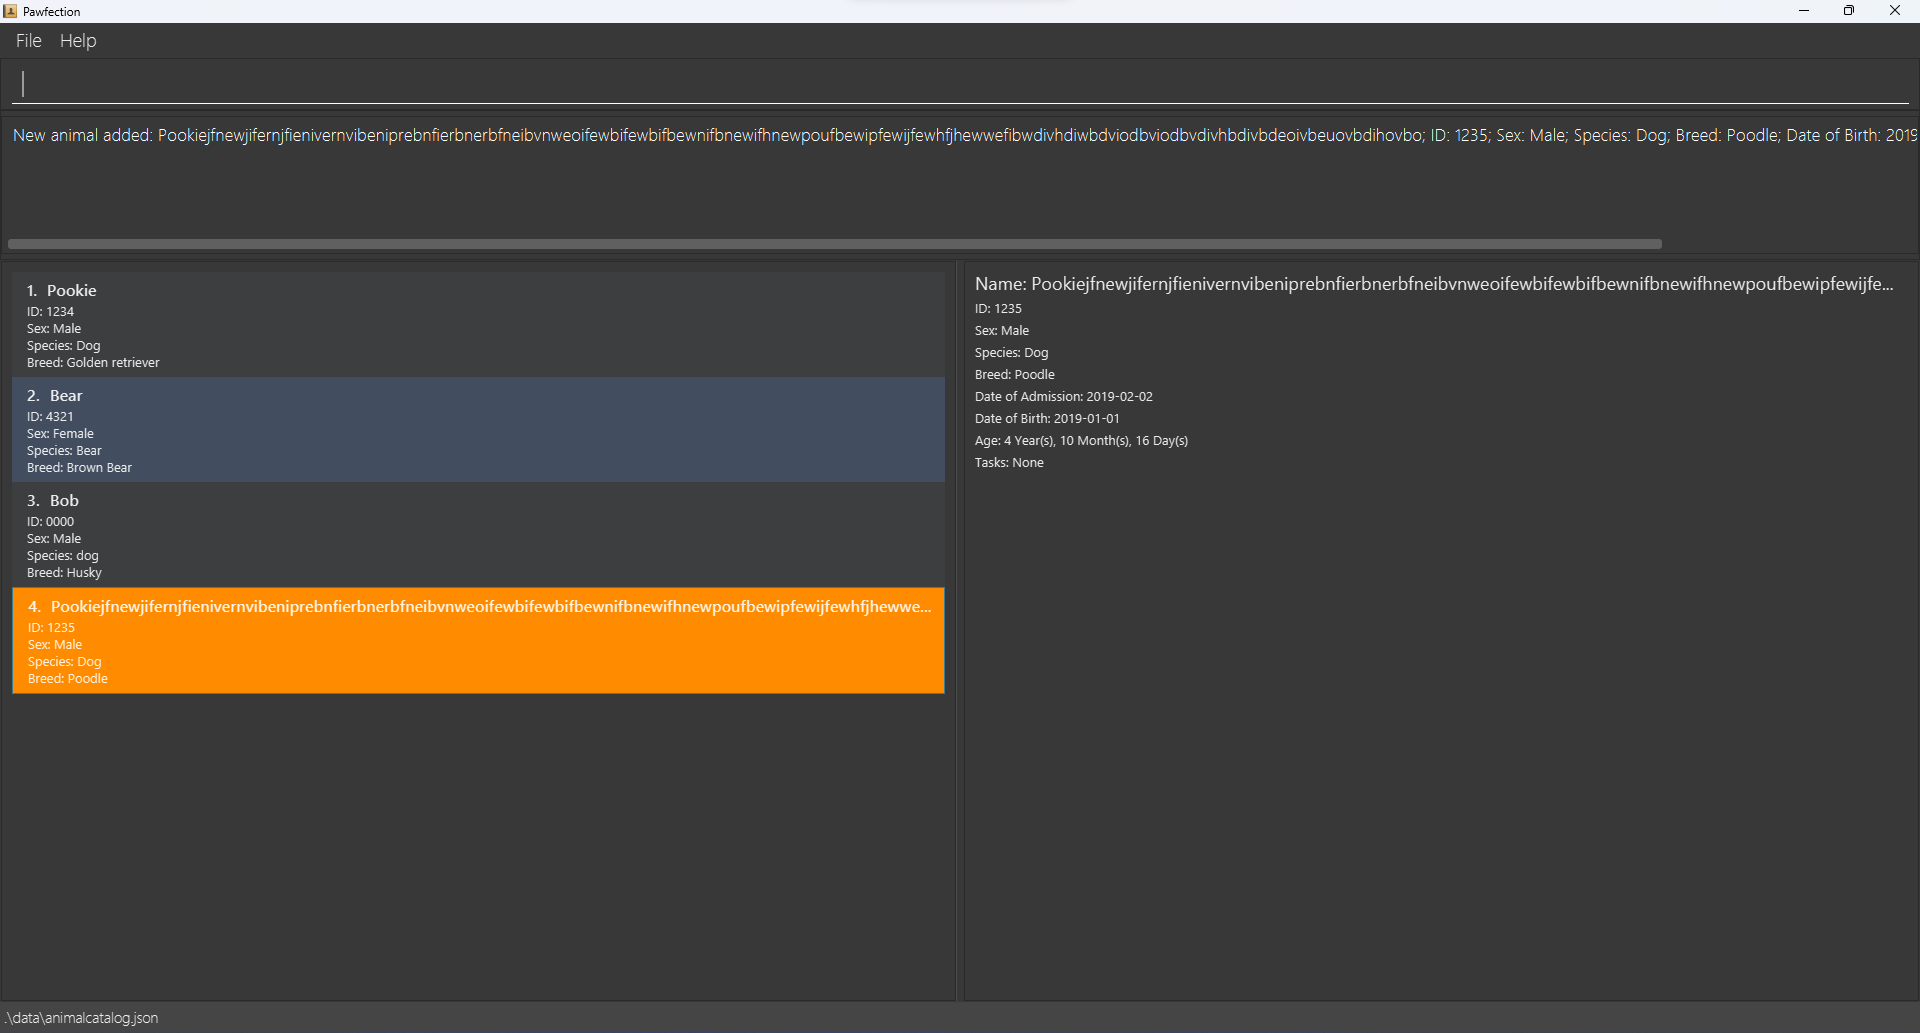 Pawfection
File Help
New animal added: Pookiejfnewjifernjfienivernvibeniprebnfierbnerbfneibvnweoifewbifewbifbewnifbnewifhnewpoufbewipfewijfewhfjhewwefibwdivhdiwbdviodbviodbvdivhbdivbdeoivbeuovbdihovbo; ID: 1235; Sex: Male; Species: Dog; Breed: Poodle; Date of Birth: 2019
1. Pookie
ID: 1234
Sex: Male
Species: Dog
Breed: Golden retriever
2. Bear
ID: 4321
Sex: Female
Species: Bear
Breed: Brown Bear
3. Bob
ID: 0000
Sex: Male
Species: dog
Breed: Husky
4. Pookiejfnewjifernjfienivernvibeniprebnfierbnerbfneibvnweoifewbifewbifbewnifbnewifhnewpoufbewipfewijfewhfjhewwe...
ID: 1235
Sex: Male
Species: Dog
Breed: Poodle
Name: Pookiejfnewjifernjfienivernvibeniprebnfierbnerbfneibvnweoifewbifewbifbewnifbnewifhnewpoufbewipfewijfe...
ID: 1235
Sex: Male
Species: Dog
Breed: Poodle
Date of Admission: 2019-02-02
Date of Birth: 2019-01-01
Age: 4 Year(s), 10 Month(s), 16 Day(s)
Tasks: None
.\data\animalcatalog.json